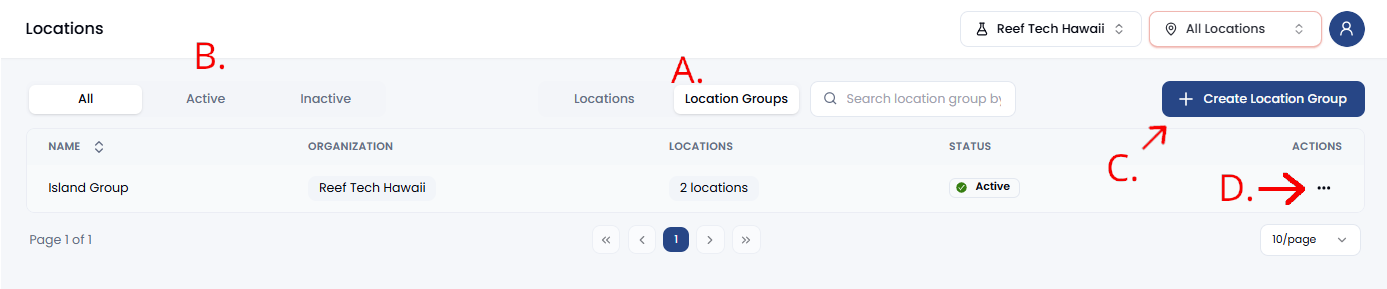 Locations
Reef Tech Hawaii
All Locations
B.
A.
All
Active
Inactive
Locations
Location Groups
Search location group by
Create Location Group
NAME
ORGANIZATION
LOCATIONS
STATUS
ACTIONS
C.
D.
Island Group
Reef Tech Hawaii
2 locations
Active
Page 1 of 1
1
10/page